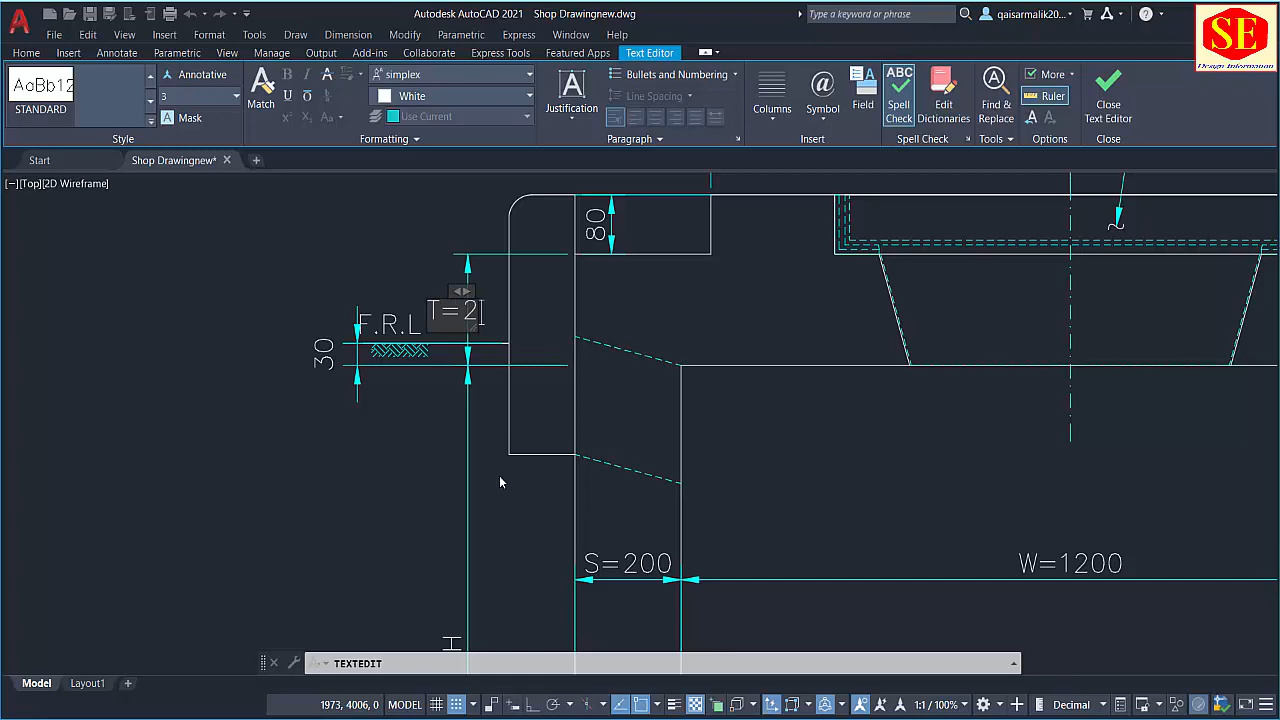 Autodesk AutoCAD 2021 Shop Drawingnew.dwg
Type a keyword or phrase
qaisarmalik20...
SE
Design Information
File Edit View Insert Format Tools Draw Dimension Modify Parametric Express Window Help
Home Insert Annotate Parametric View Manage Output Add-ins Collaborate Express Tools Featured Apps Text Editor
AaBb12
STANDARD
Annotative
3
Mask
Style
Match
B I A
U O
Aa
simplex
White
Use Current
Formatting
Justification
Bullets and Numbering
Line Spacing
Paragraph
Columns
Symbol
Field
Insert
ABC
Spell Check
Edit Dictionaries
Spell Check
Find & Replace
Tools
More
Ruler
Options
Close Text Editor
Close
Start
Shop Drawingnew*
[−][Top][2D Wireframe]
80
T=2
F.R.L
30
~
S=200
W=1200
H
TEXTEDIT
Model Layout1
1973, 4006, 0 MODEL
1:1 / 100%
Decimal